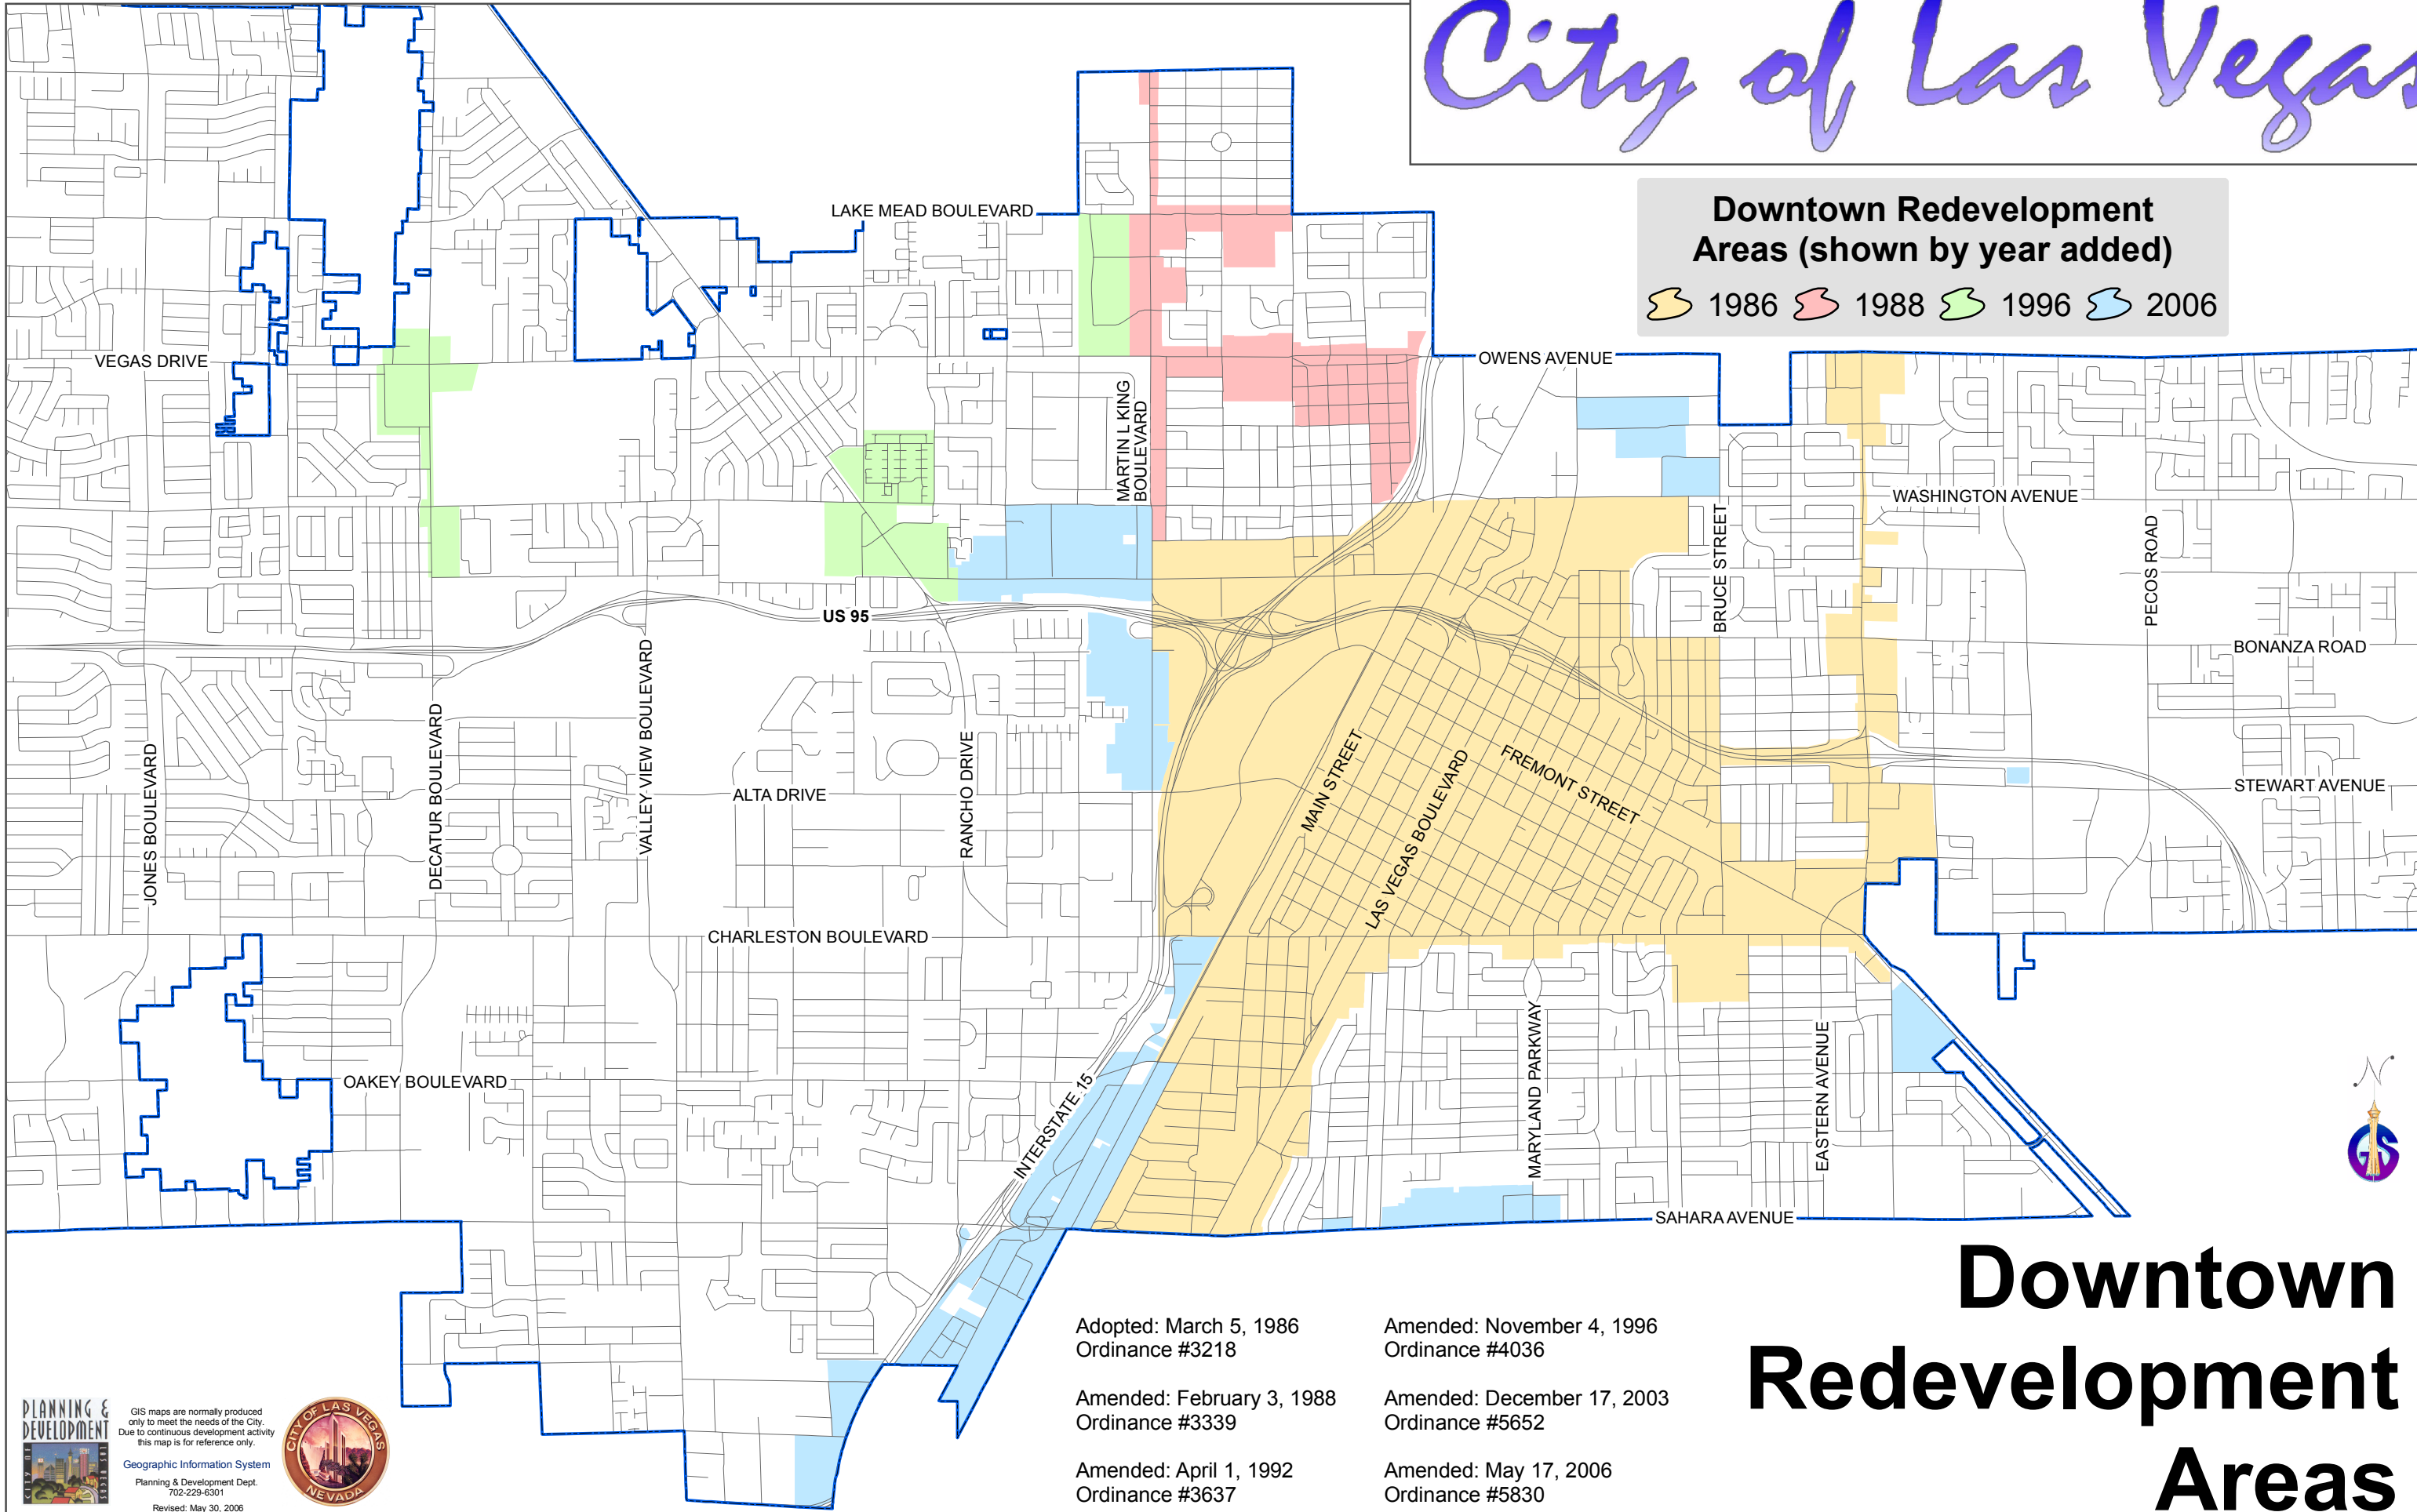 City of Las Vegas
Downtown Redevelopment
Areas (shown by year added)
1986 1988 1996 2006
LAKE MEAD BOULEVARD
VEGAS DRIVE
OWENS AVENUE
MARTIN L KING
BOULEVARD
WASHINGTON AVENUE
BRUCE STREET
PECOS ROAD
US 95
BONANZA ROAD
JONES BOULEVARD
DECATUR BOULEVARD
VALLEY VIEW BOULEVARD
ALTA DRIVE
RANCHO DRIVE
MAIN STREET
LAS VEGAS BOULEVARD
FREMONT STREET
STEWART AVENUE
CHARLESTON BOULEVARD
OAKEY BOULEVARD
INTERSTATE 15
MARYLAND PARKWAY
EASTERN AVENUE
SAHARA AVENUE
N
GIS
Downtown
Redevelopment
Areas
Adopted: March 5, 1986
Ordinance #3218
Amended: February 3, 1988
Ordinance #3339
Amended: April 1, 1992
Ordinance #3637
Amended: November 4, 1996
Ordinance #4036
Amended: December 17, 2003
Ordinance #5652
Amended: May 17, 2006
Ordinance #5830
PLANNING &
DEVELOPMENT
CITY OF LAS VEGAS
GIS maps are normally produced
only to meet the needs of the City.
Due to continuous development activity
this map is for reference only.
Geographic Information System
Planning & Development Dept.
702-229-6301
Revised: May 30, 2006
CITY OF LAS VEGAS
NEVADA